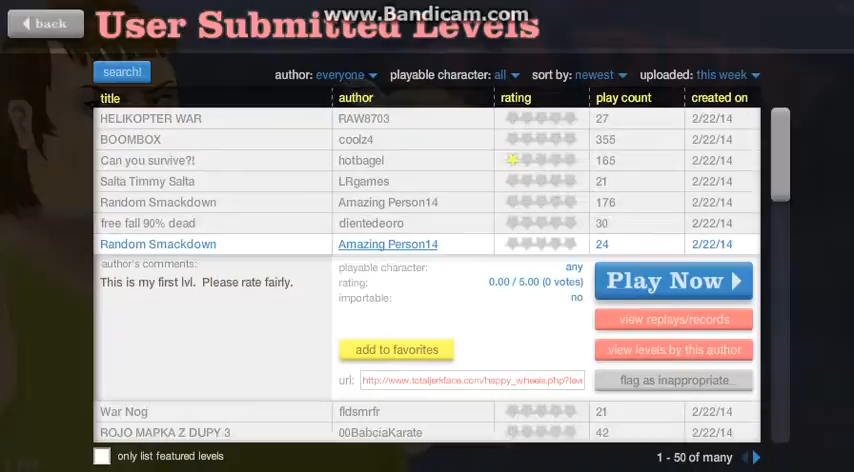 www.Bandicam.com
back
User Submitted Levels
search!
author: everyone playable character: all sort by: newest uploaded: this week
title author rating play count created on
HELIKOPTER WAR RAW8703 27 2/22/14
BOOMBOX coolz4 355 2/22/14
Can you survive?! hotbagel 165 2/22/14
Salta Timmy Salta LRgames 21 2/22/14
Random Smackdown Amazing Person14 176 2/22/14
free fall 90% dead dientedeoro 30 2/22/14
Random Smackdown Amazing Person14 24 2/22/14
author's comments:
This is my first lvl. Please rate fairly.
playable character: any
rating: 0.00 / 5.00 (0 votes)
importable: no
add to favorites
url: http://www.totaljerkface.com/happy_wheels.php?leve
Play Now
view replays/records
view levels by this author
flag as inappropriate...
War Nog fldsmrfr 21 2/22/14
ROJO MAPKA Z DUPY 3 00BabciaKarate 42 2/22/14
only list featured levels
1 - 50 of many